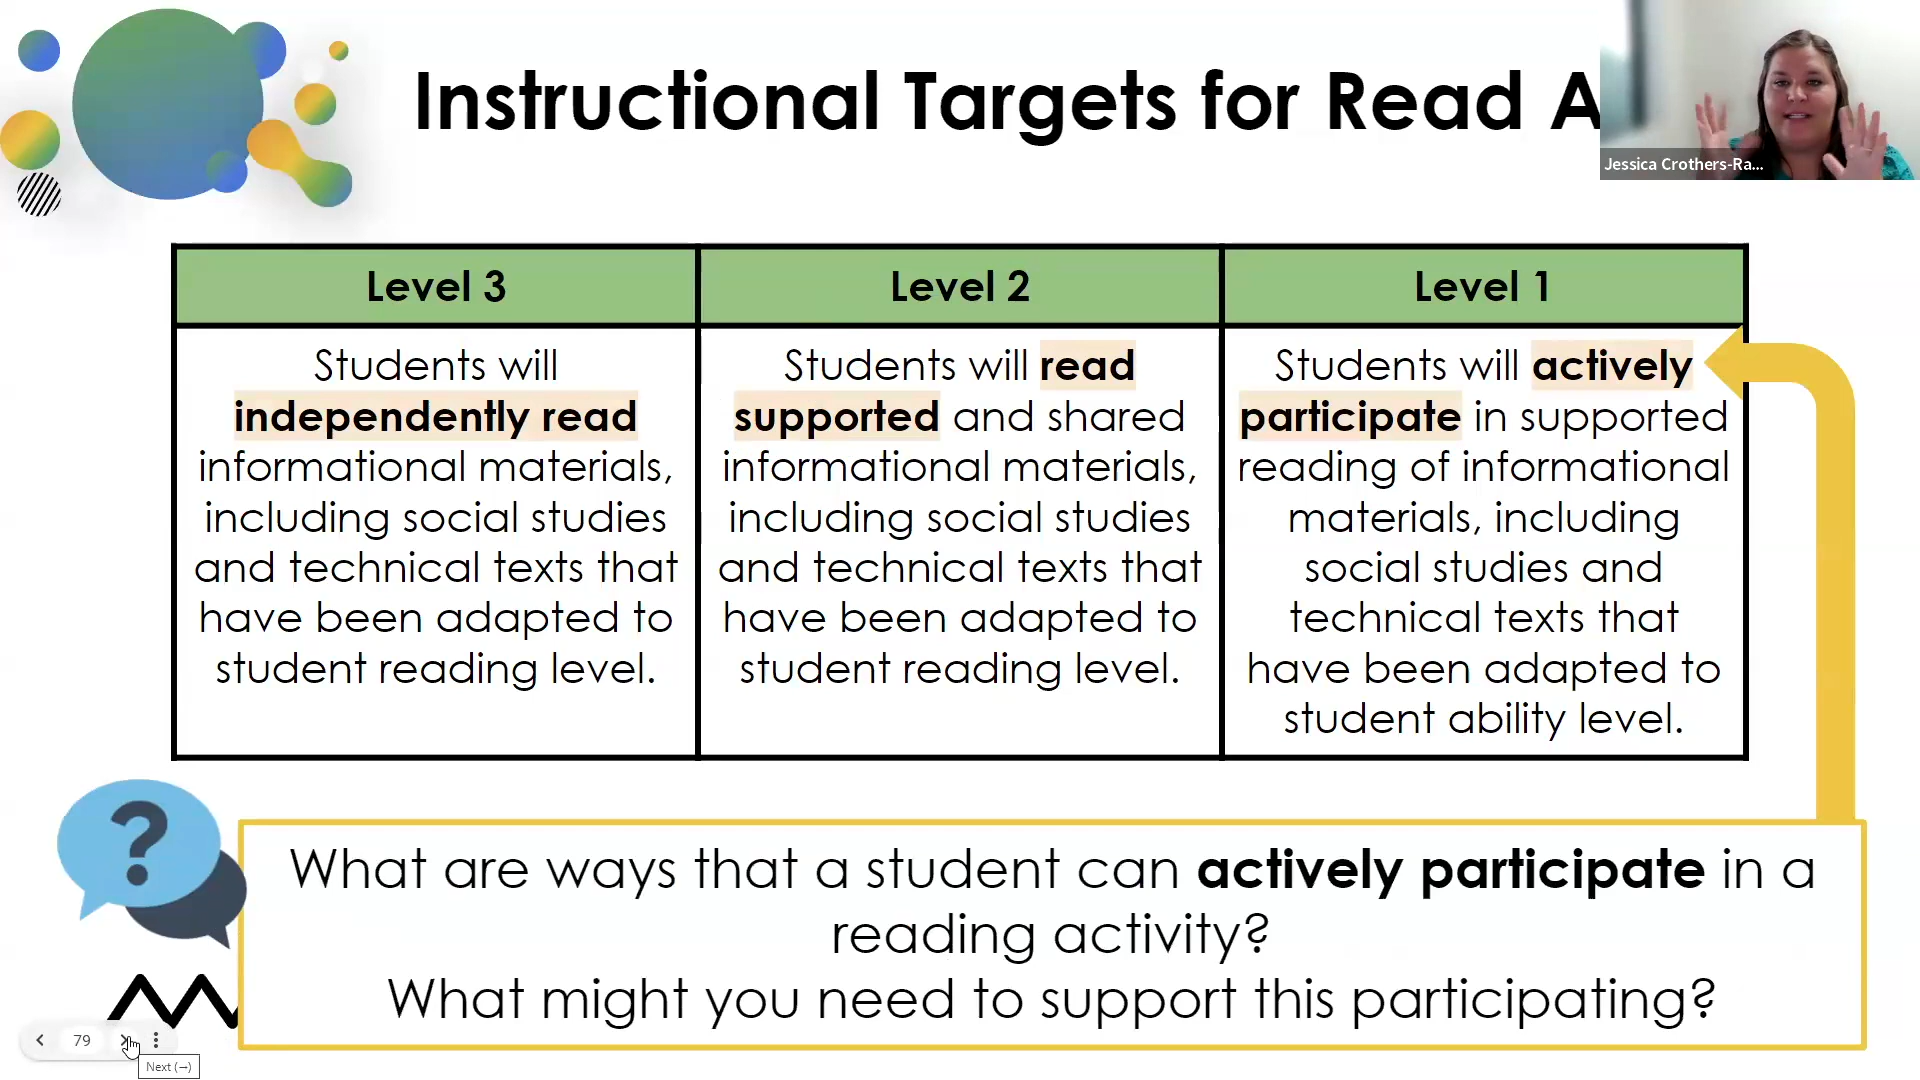 Instructional Targets for Read A
Jessica Crothers-Ra...
Level 3
Students will
independently read
informational materials,
including social studies
and technical texts that
have been adapted to
student reading level.
Level 2
Students will read
supported and shared
informational materials,
including social studies
and technical texts that
have been adapted to
student reading level.
Level 1
Students will actively
participate in supported
reading of informational
materials, including
social studies and
technical texts that
have been adapted to
student ability level.
?
What are ways that a student can actively participate in a
reading activity?
What might you need to support this participating?
79
Next (→)